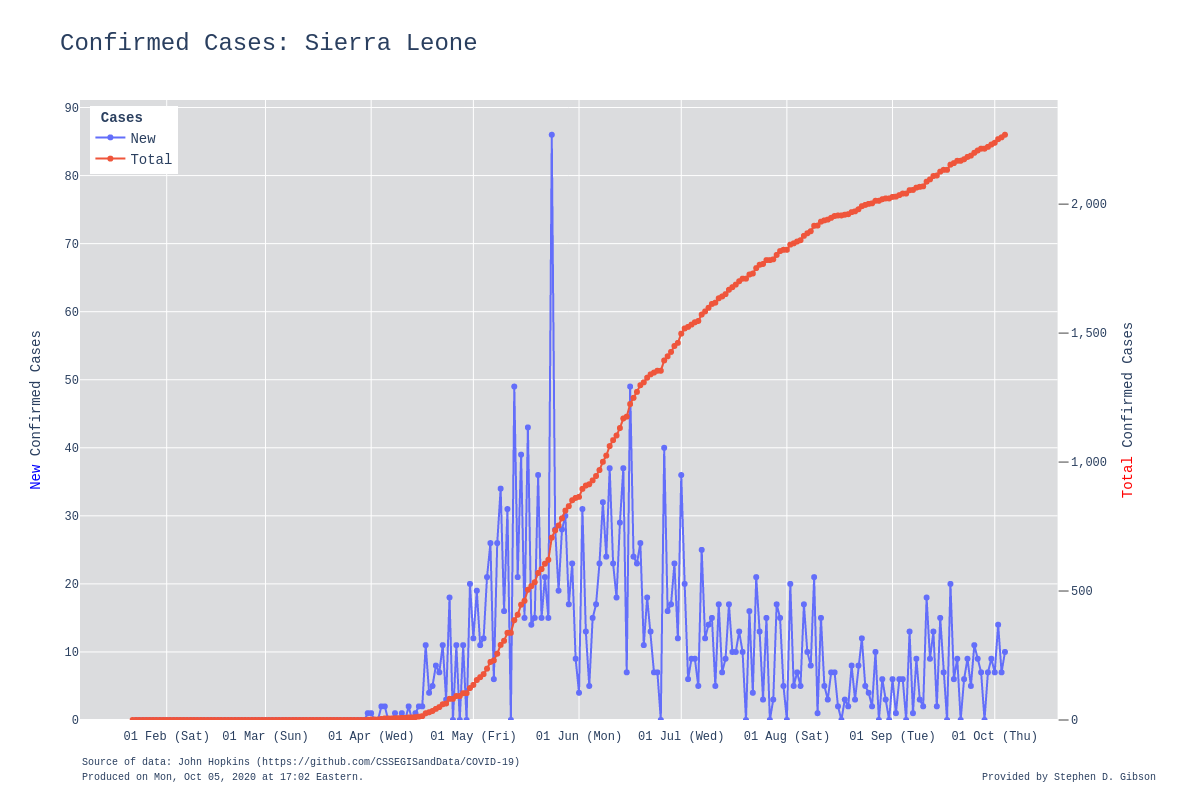 Confirmed Cases: Sierra Leone
Cases
New
Total
90
80
70
60
50
40
30
20
10
0
New Confirmed Cases
2,000
1,500
1,000
500
0
Total Confirmed Cases
01 Feb (Sat) 01 Mar (Sun) 01 Apr (Wed) 01 May (Fri) 01 Jun (Mon) 01 Jul (Wed) 01 Aug (Sat) 01 Sep (Tue) 01 Oct (Thu)
Source of data: John Hopkins (https://github.com/CSSEGISandData/COVID-19)
Produced on Mon, Oct 05, 2020 at 17:02 Eastern.
Provided by Stephen D. Gibson